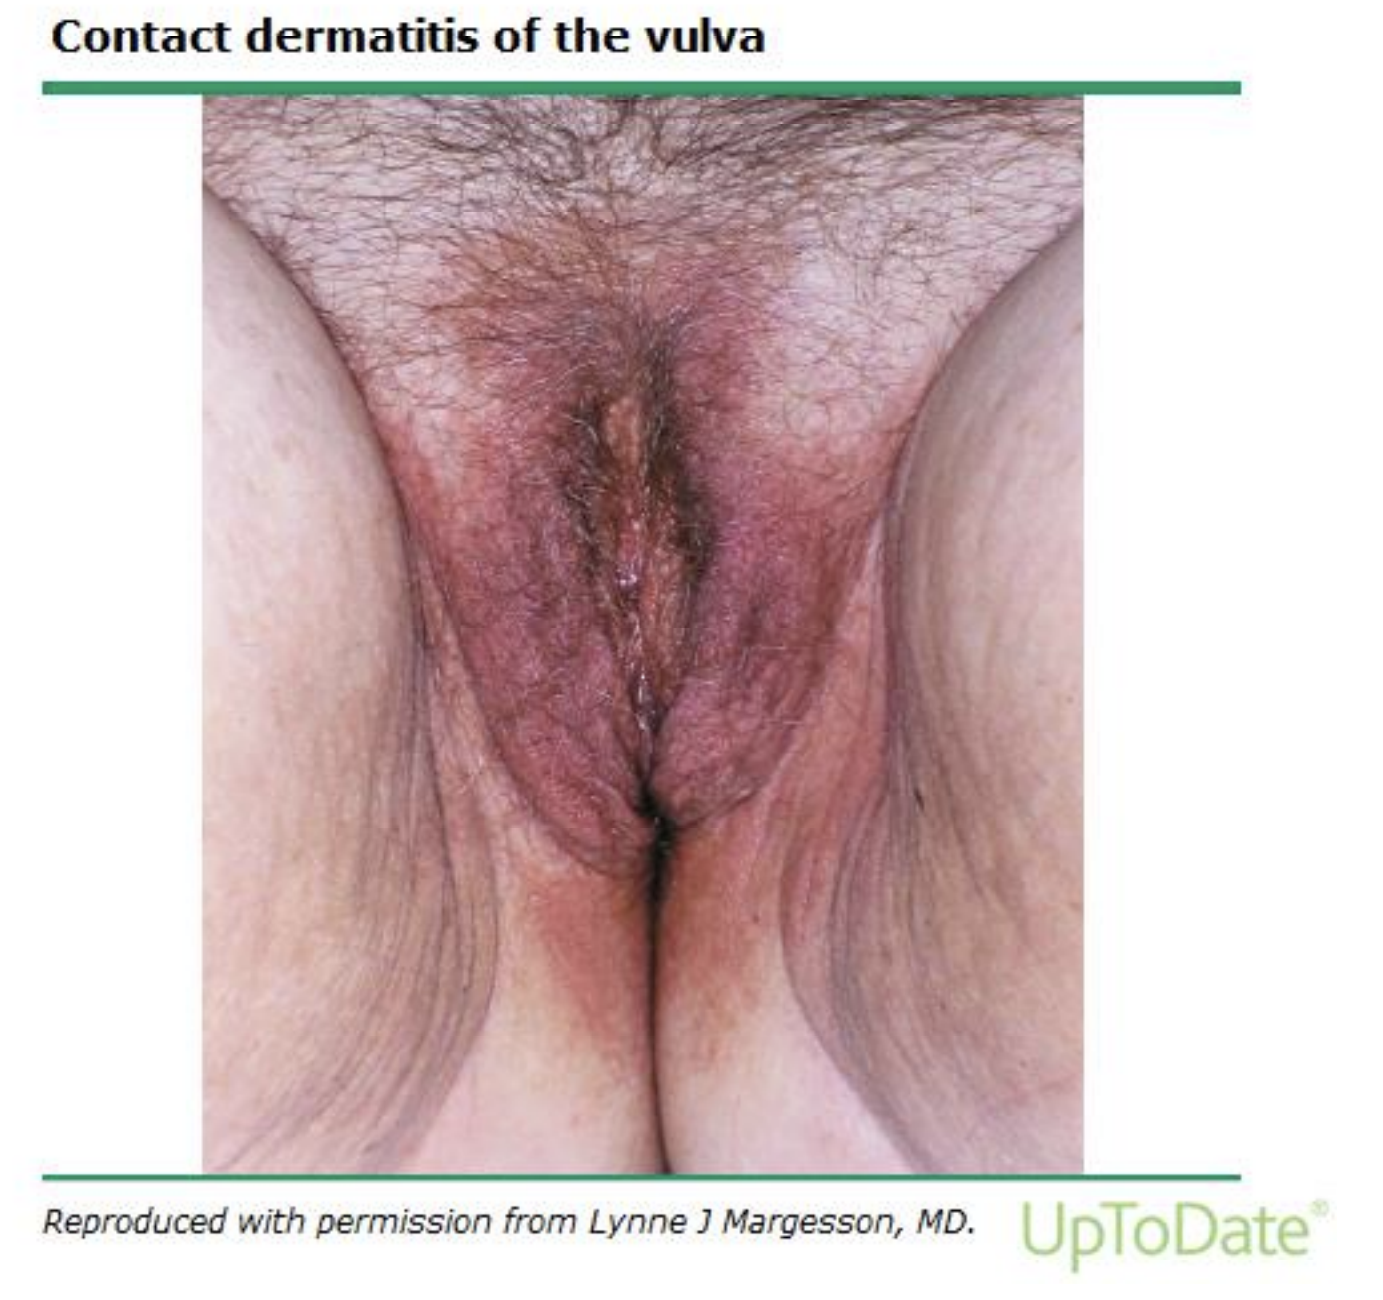 Contact dermatitis of the vulva
Reproduced with permission from Lynne J Margesson, MD.
UpToDate®